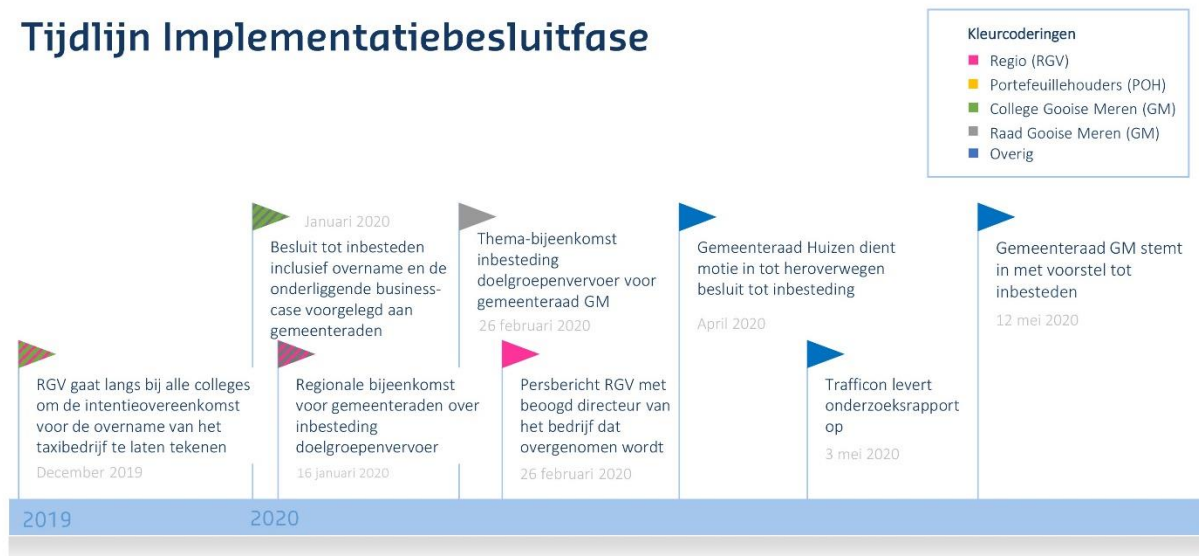 Tijdlijn Implementatiebesluitfase
Kleurcoderingen
Regio (RGV)
Portefeuillehouders (POH)
College Gooise Meren (GM)
Raad Gooise Meren (GM)
Overig
Januari 2020
Besluit tot inbesteden
inclusief overname en de
onderliggende business-
case voorgelegd aan
gemeenteraden
Thema-bijeenkomst
inbesteding
doelgroepenvervoer voor
gemeenteraad GM
26 februari 2020
Gemeenteraad Huizen dient
motie in tot heroverwegen
besluit tot inbesteding
April 2020
Gemeenteraad GM stemt
in met voorstel tot
inbesteden
12 mei 2020
RGV gaat langs bij alle colleges
om de intentieovereenkomst
voor de overname van het
taxibedrijf te laten tekenen
December 2019
Regionale bijeenkomst
voor gemeenteraden over
inbesteding
doelgroepenvervoer
16 januari 2020
Persbericht RGV met
beoogd directeur van
het bedrijf dat
overgenomen wordt
26 februari 2020
Trafficon levert
onderzoeksrapport
op
3 mei 2020
2019
2020